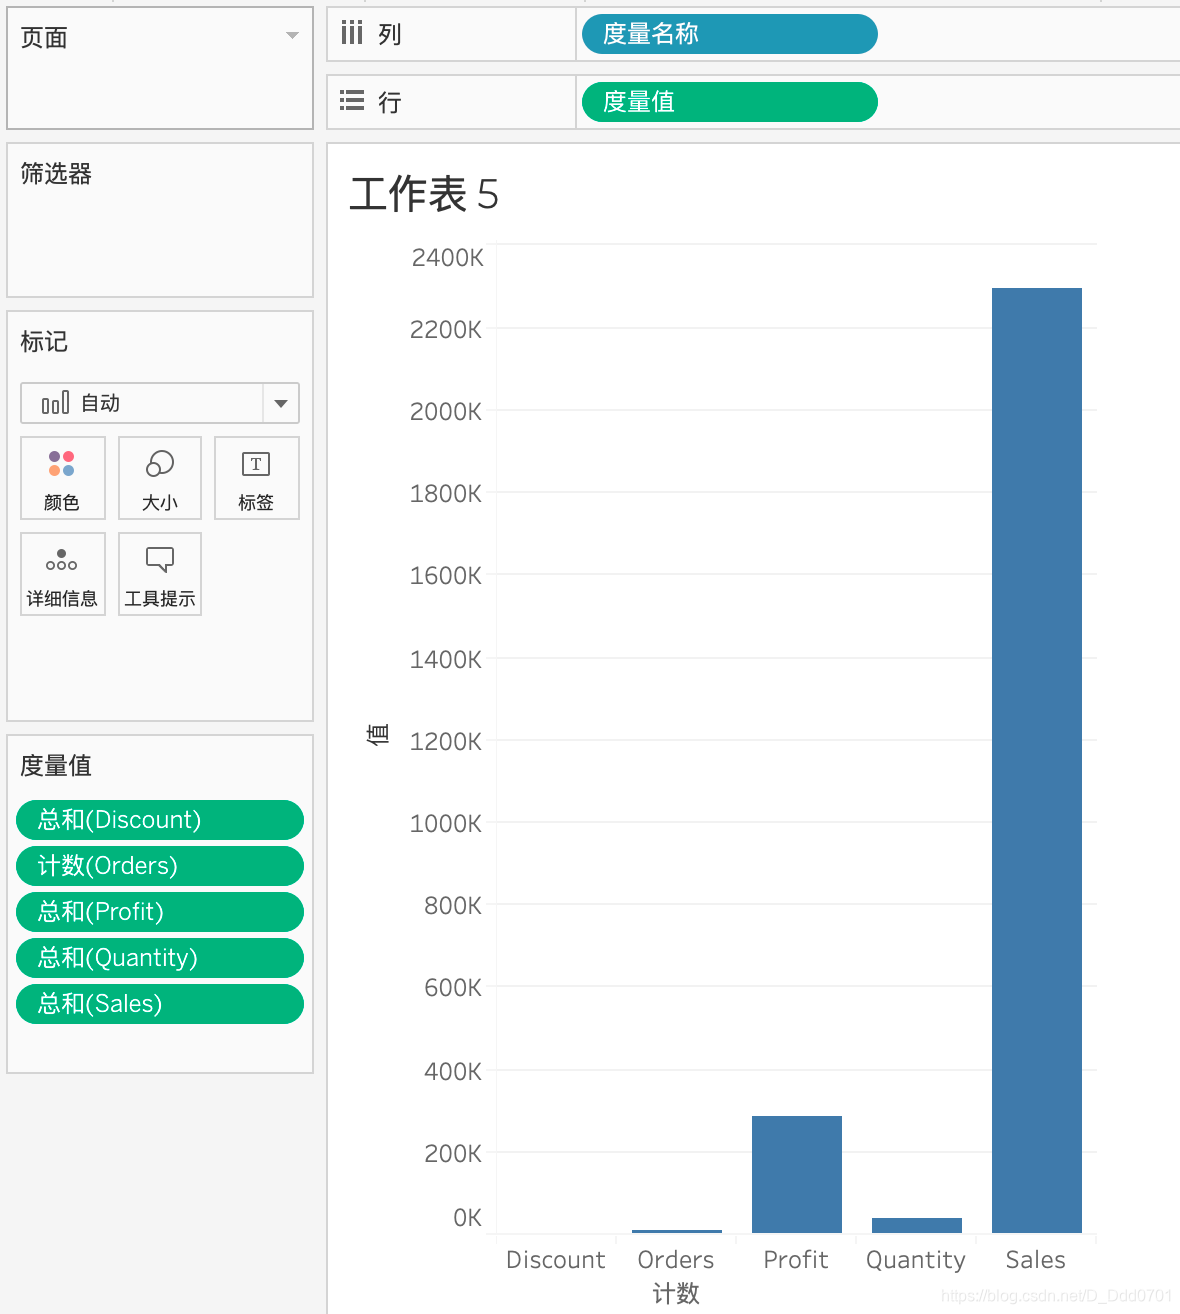 页面
列
度量名称
行
度量值
筛选器
工作表 5
标记
自动
颜色
大小
标签
详细信息
工具提示
度量值
总和(Discount)
计数(Orders)
总和(Profit)
总和(Quantity)
总和(Sales)
值
2400K
2200K
2000K
1800K
1600K
1400K
1200K
1000K
800K
600K
400K
200K
0K
Discount
Orders
Profit
Quantity
Sales
计数
https://blog.csdn.net/D_Ddd0701